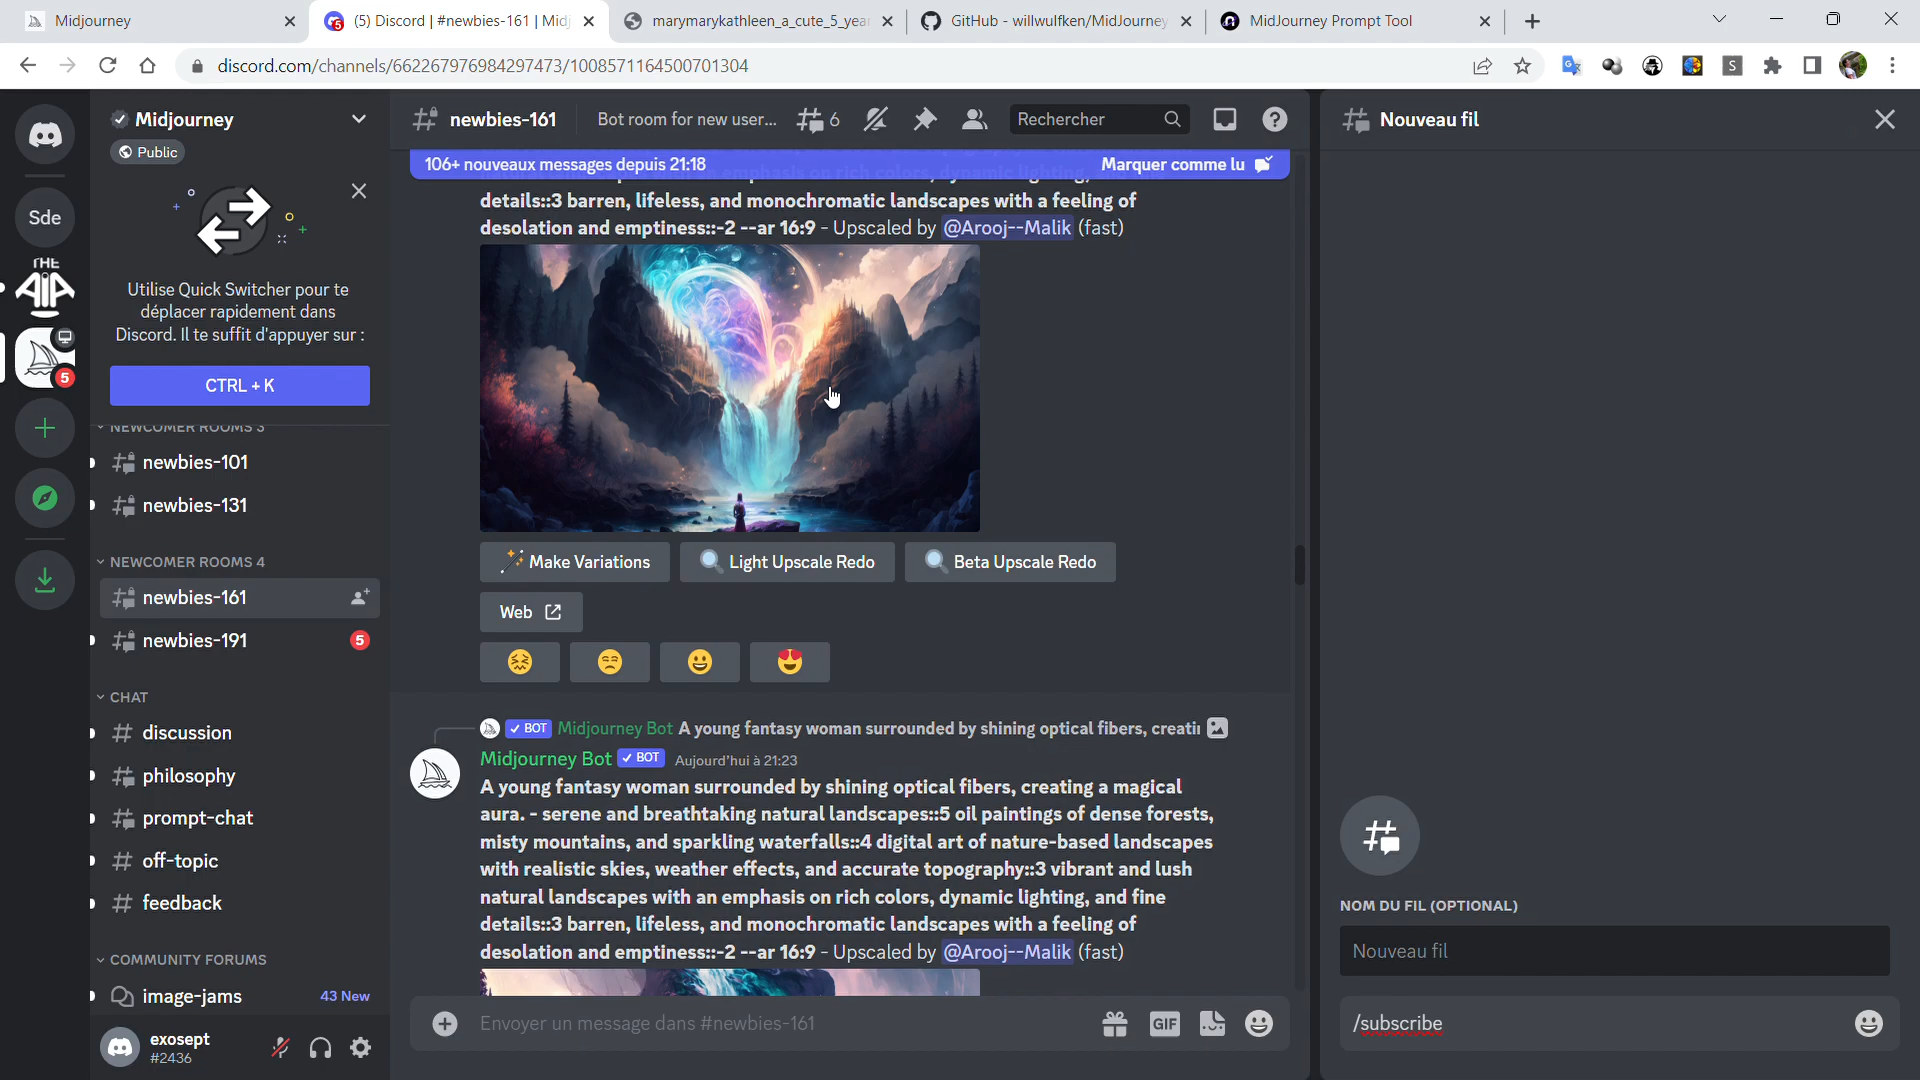 Midjourney
(5) Discord | #newbies-161 | Midj
marymarykathleen_a_cute_5_yea
GitHub - willwulfken/MidJourney
MidJourney Prompt Tool
discord.com/channels/662267976984297473/1008571164500701304
Sde
THE
AIA
5
Midjourney
Public
Utilise Quick Switcher pour te
déplacer rapidement dans
Discord. Il te suffit d'appuyer sur :
CTRL + K
NEWCOMER ROOMS 3
newbies-101
newbies-131
NEWCOMER ROOMS 4
newbies-161
newbies-191 5
CHAT
discussion
philosophy
prompt-chat
off-topic
feedback
COMMUNITY FORUMS
image-jams 43 New
exosept
#2436
newbies-161 Bot room for new user... 6 Rechercher
106+ nouveaux messages depuis 21:18 Marquer comme lu
details::3 barren, lifeless, and monochromatic landscapes with a feeling of
desolation and emptiness::-2 --ar 16:9 - Upscaled by @Arooj--Malik (fast)
Make Variations Light Upscale Redo Beta Upscale Redo
Web
BOT Midjourney Bot A young fantasy woman surrounded by shining optical fibers, creatin
Midjourney Bot BOT Aujourd'hui à 21:23
A young fantasy woman surrounded by shining optical fibers, creating a magical
aura. - serene and breathtaking natural landscapes::5 oil paintings of dense forests,
misty mountains, and sparkling waterfalls::4 digital art of nature-based landscapes
with realistic skies, weather effects, and accurate topography::3 vibrant and lush
natural landscapes with an emphasis on rich colors, dynamic lighting, and fine
details::3 barren, lifeless, and monochromatic landscapes with a feeling of
desolation and emptiness::-2 --ar 16:9 - Upscaled by @Arooj--Malik (fast)
Envoyer un message dans #newbies-161
GIF
Nouveau fil
NOM DU FIL (OPTIONAL)
Nouveau fil
/subscribe